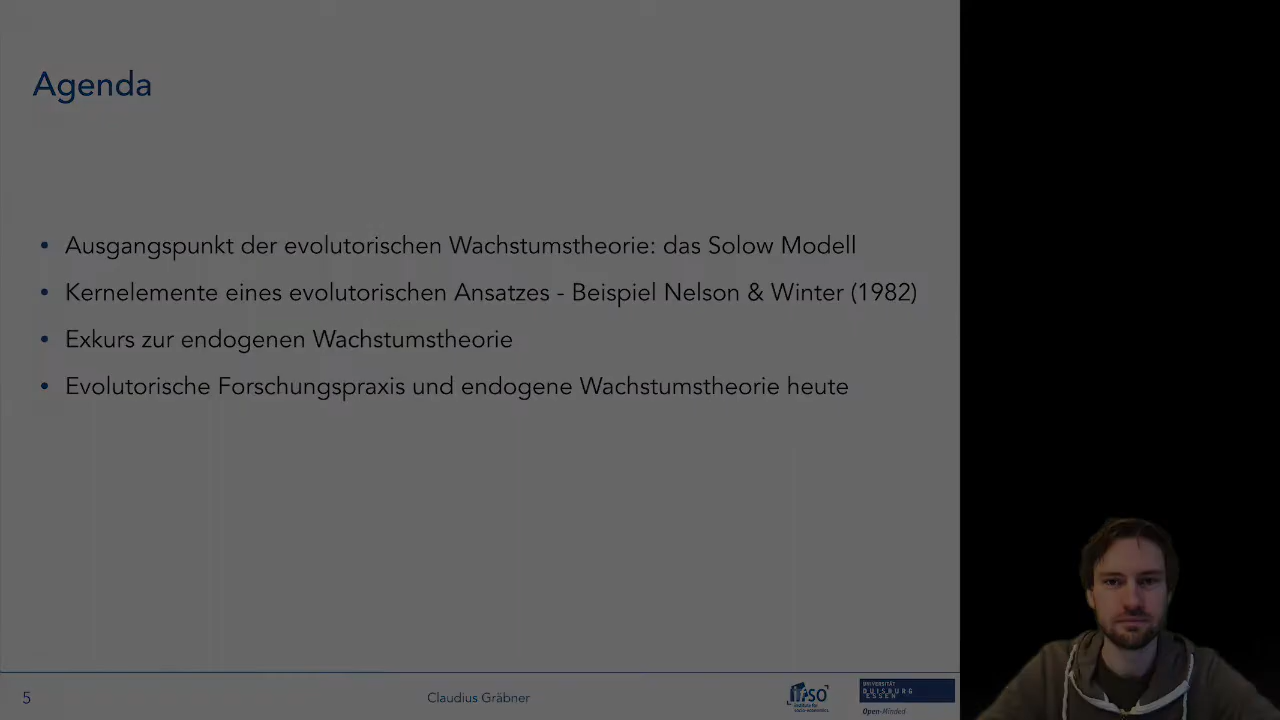 Agenda
• Ausgangspunkt der evolutorischen Wachstumstheorie: das Solow Modell
• Kernelemente eines evolutorischen Ansatzes - Beispiel Nelson & Winter (1982)
• Exkurs zur endogenen Wachstumstheorie
• Evolutorische Forschungspraxis und endogene Wachstumstheorie heute
5
Claudius Gräbner
UNIVERSITÄT
DUISBURG
ESSEN
Open-Minded